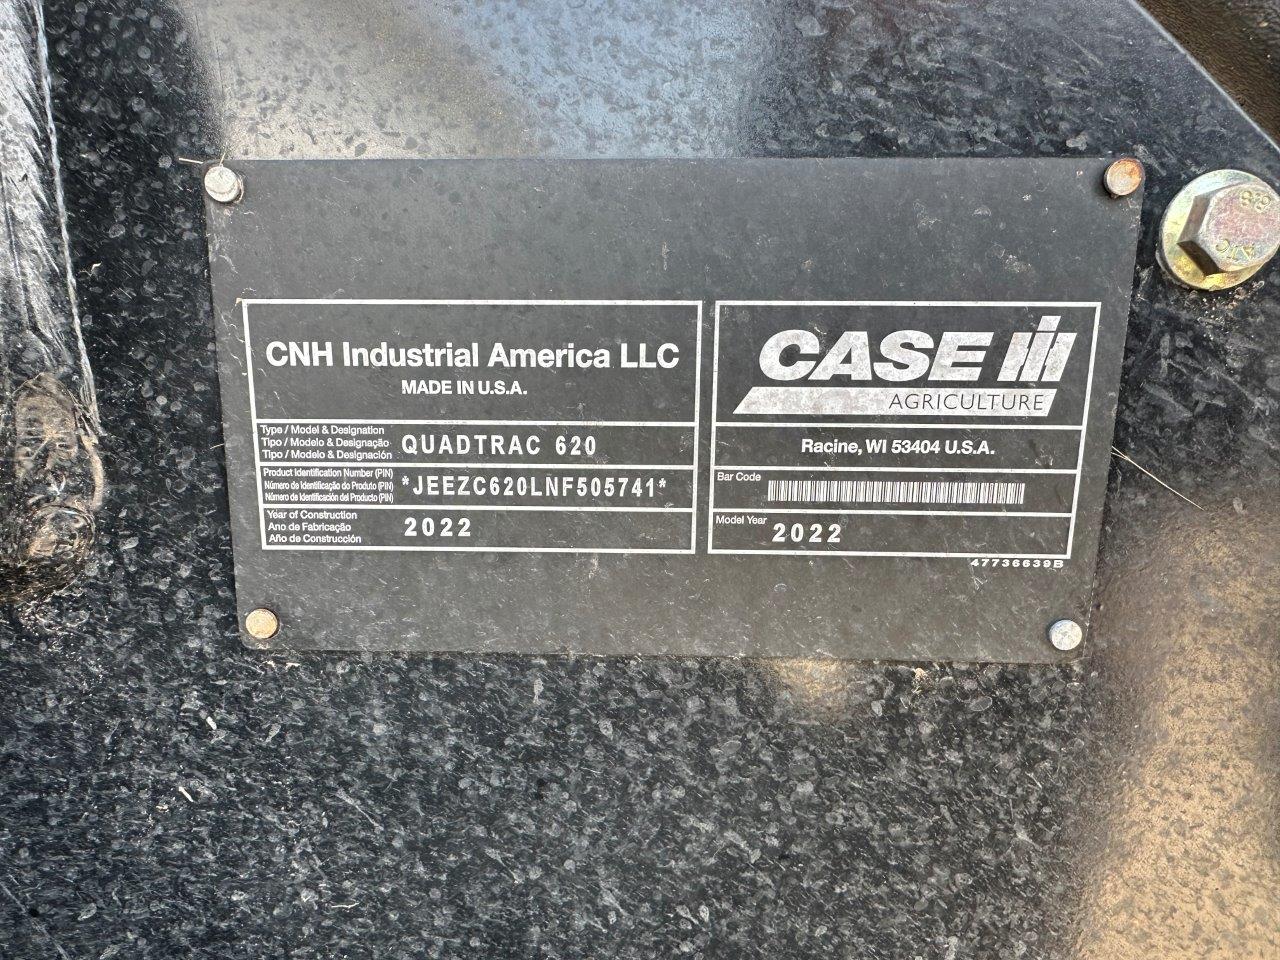 CNH Industrial America LLC
MADE IN U.S.A.
Type / Model & Designation
Tipo / Modelo & Designação
Tipo / Modelo & Designación
QUADTRAC 620
Product Identification Number (PIN)
Número de Identificação do Produto (PIN)
Número de Identificación del Producto (PIN)
*JEEZC620LNF505741*
Year of Construction
Ano de Fabricação
Año de Construcción
2022
CASE IH
AGRICULTURE
Racine, WI 53404 U.S.A.
Bar Code
Model Year
2022
47736639B